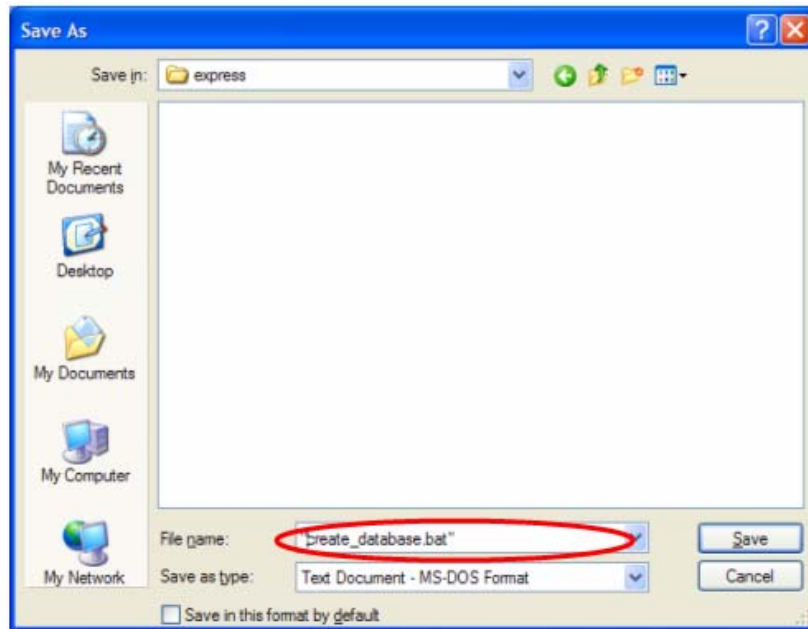 Save As
Save in: express
My Recent
Documents
Desktop
My Documents
My Computer
My Network
File name: "create_database.bat"
Save
Save as type: Text Document - MS-DOS Format
Cancel
Save in this format by default